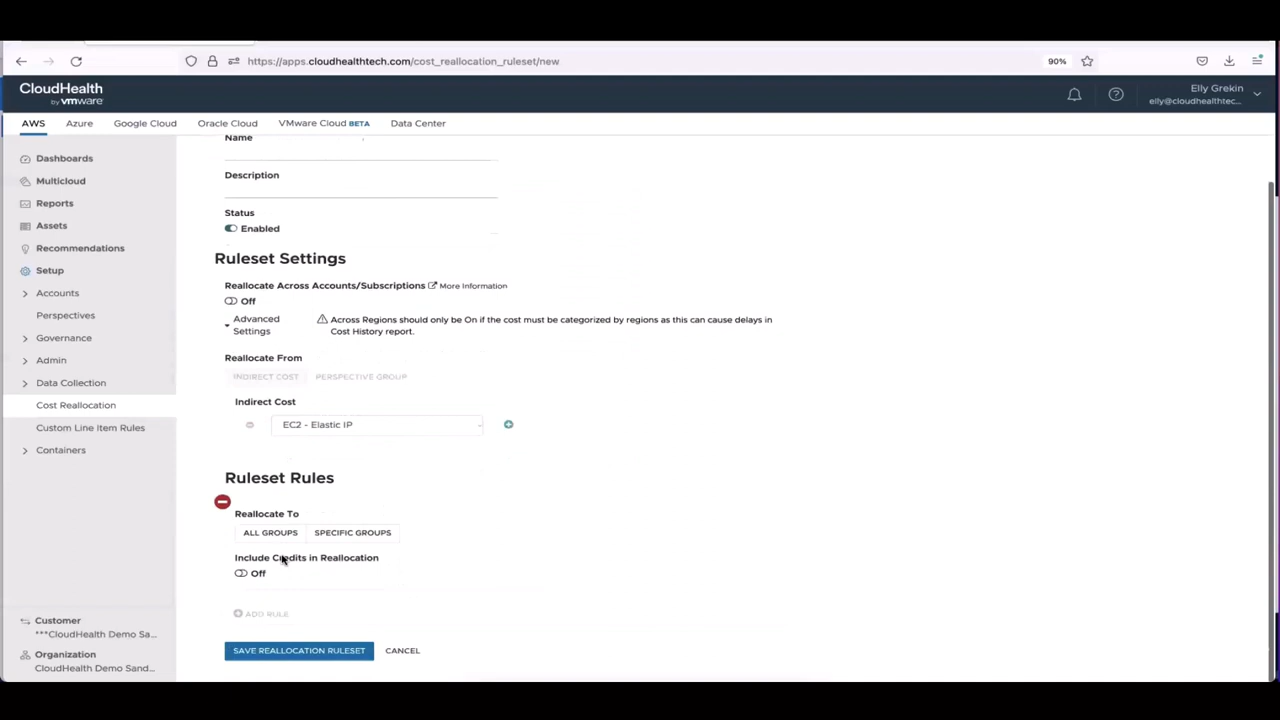 https://apps.cloudhealthtech.com/cost_reallocation_ruleset/new
90%
CloudHealth
by vmware
Elly Grekin
elly@cloudhealthtec...
AWS
Azure
Google Cloud
Oracle Cloud
VMware Cloud BETA
Data Center
Dashboards
Multicloud
Reports
Assets
Recommendations
Setup
Accounts
Perspectives
Governance
Admin
Data Collection
Cost Reallocation
Custom Line Item Rules
Containers
Customer
***CloudHealth Demo Sa...
Organization
CloudHealth Demo Sand...
Name
Description
Status
Enabled
Ruleset Settings
Reallocate Across Accounts/Subscriptions More Information
Off
Advanced
Settings
Across Regions should only be On if the cost must be categorized by regions as this can cause delays in
Cost History report.
Reallocate From
INDIRECT COST PERSPECTIVE GROUP
Indirect Cost
EC2 - Elastic IP
Ruleset Rules
Reallocate To
ALL GROUPS SPECIFIC GROUPS
Include Credits in Reallocation
Off
ADD RULE
SAVE REALLOCATION RULESET CANCEL